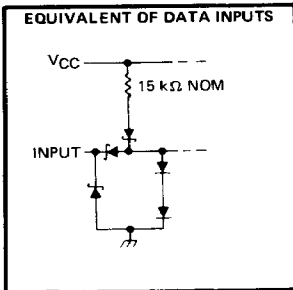 EQUIVALENT OF DATA INPUTS
VCC
15 kΩ NOM
INPUT